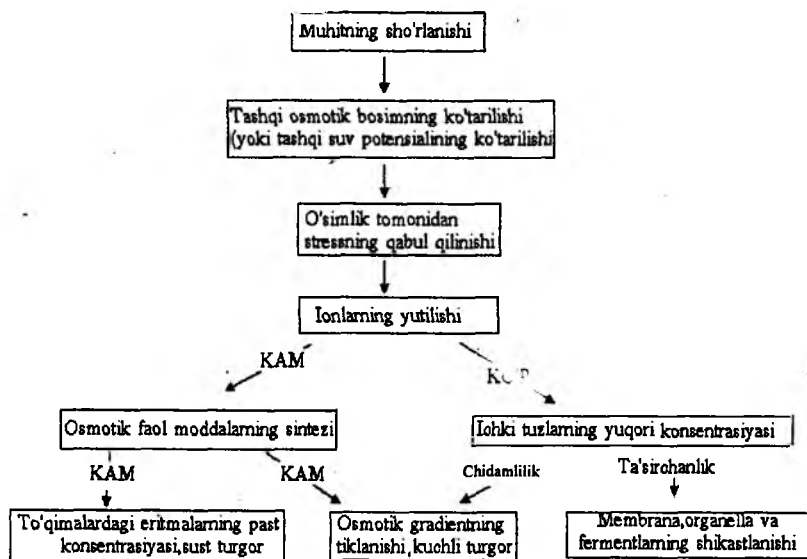 Muhitning sho'rlanishi
Tashqi osmotik bosimning ko'tarilishi
(yoki tashqi suv potensialining ko'tarilishi
O'simlik tomonidan
stressning qabul qilinishi
Ionlarning yutilishi
KAM
Osmotik faol moddalarning sintezi
Iohki tuzlarning yuqori konsentrasiyasi
KAM
KAM
Chidamlilik
Ta'sirchanlik
To'qimalardagi eritmalarning past
konsentrasiyasi,sust turgor
Osmotik gradientning
tiklanishi,kuchli turgor
Membrana,organella va
fermentlarning shikastlanishi